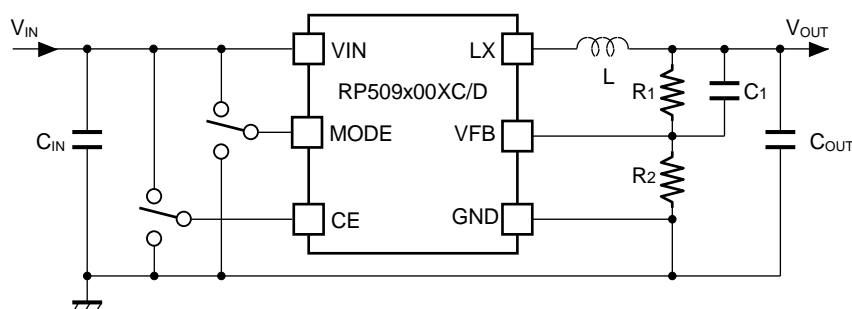 VIN
VOUT
VIN
LX
L
RP509x00XC/D
R1
C1
CIN
MODE
VFB
COUT
R2
CE
GND